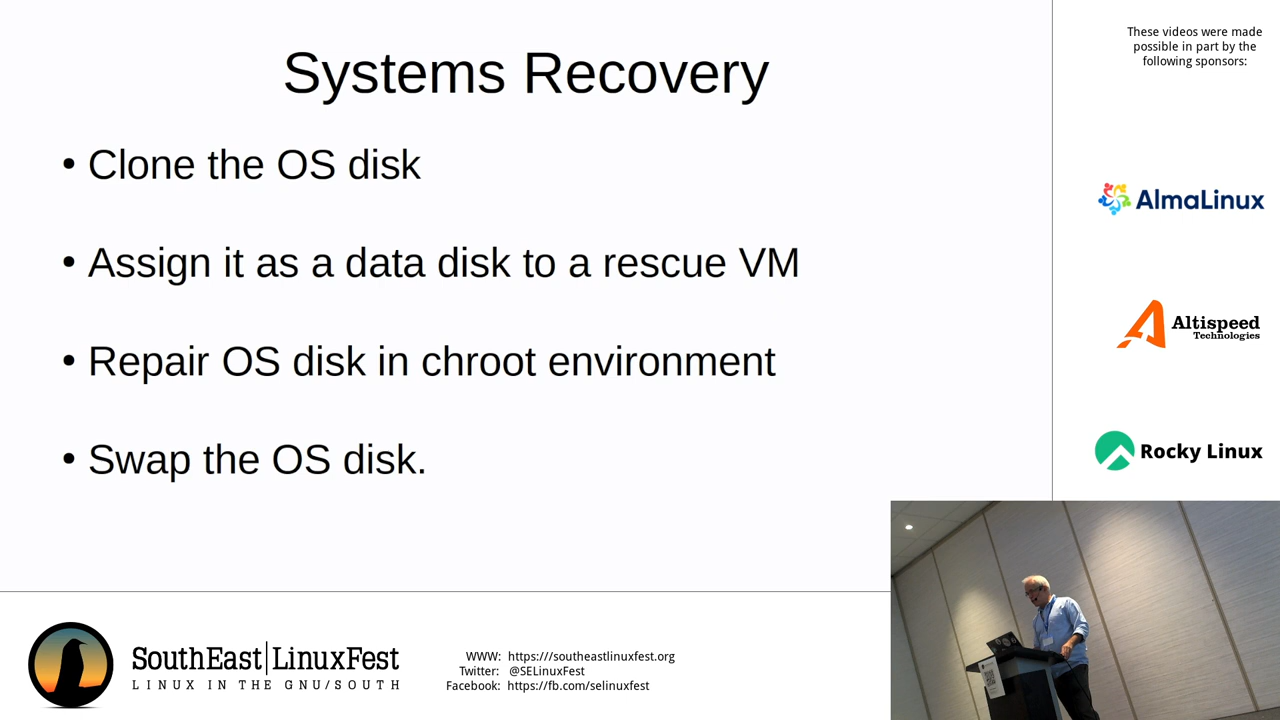 Systems Recovery
• Clone the OS disk
• Assign it as a data disk to a rescue VM
• Repair OS disk in chroot environment
• Swap the OS disk.
These videos were made
possible in part by the
following sponsors:
AlmaLinux
Altispeed
Technologies
Rocky Linux
SouthEast|LinuxFest
LINUX IN THE GNU/SOUTH
WWW: https:///southeastlinuxfest.org
Twitter: @SELinuxFest
Facebook: https://fb.com/selinuxfest